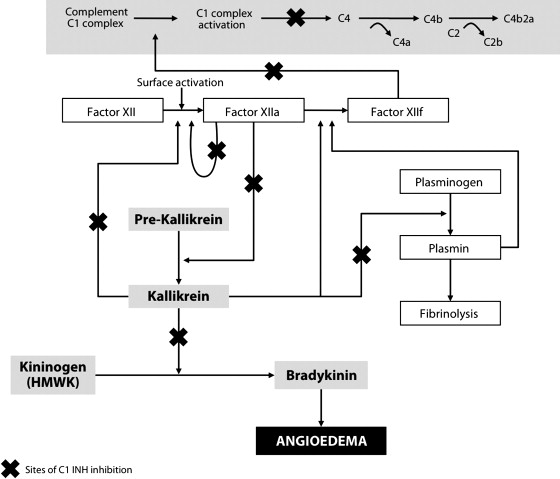 Complement
C1 complex
C1 complex
activation
C4
C4b
C4b2a
C4a
C2
C2b
Surface activation
Factor XII
Factor XIIa
Factor XIIf
Plasminogen
Pre-Kallikrein
Plasmin
Kallikrein
Fibrinolysis
Kininogen
(HMWK)
Bradykinin
ANGIOEDEMA
Sites of C1 INH inhibition